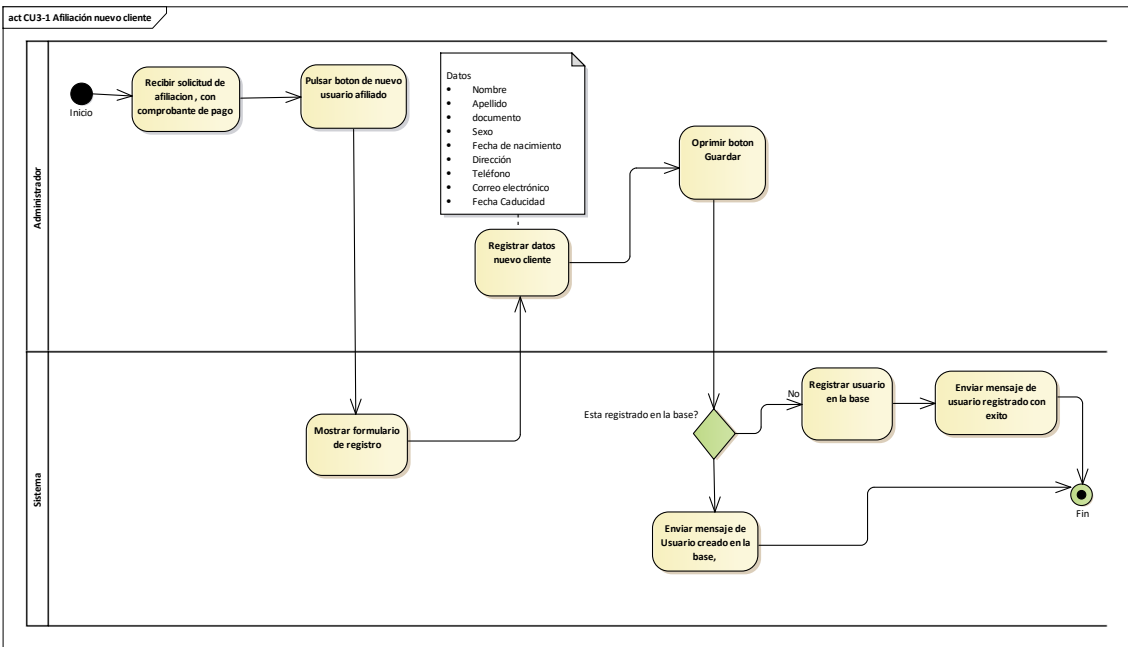 act CU3-1 Afiliación nuevo cliente
Administrador
Inicio
Recibir solicitud de
afiliacion , con
comprobante de pago
Pulsar boton de nuevo
usuario afiliado
Datos
• Nombre
• Apellido
• documento
• Sexo
• Fecha de nacimiento
• Dirección
• Teléfono
• Correo electrónico
• Fecha Caducidad
Registrar datos
nuevo cliente
Oprimir boton
Guardar
Sistema
Mostrar formulario
de registro
Esta registrado en la base?
No
Registrar usuario
en la base
Enviar mensaje de
usuario registrado con
exito
Enviar mensaje de
Usuario creado en la
base,
Fin